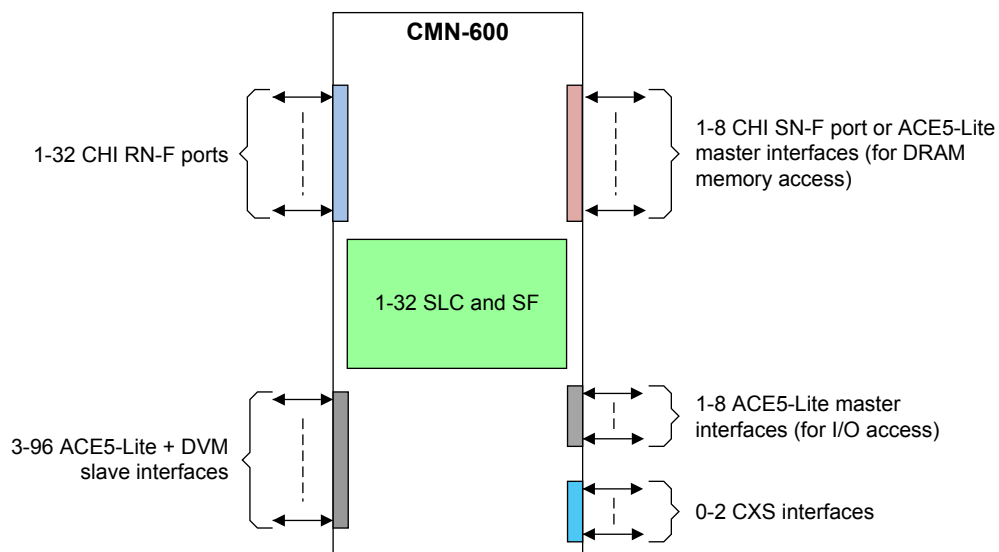 CMN-600
1-32 CHI RN-F ports
1-8 CHI SN-F port or ACE5-Lite
master interfaces (for DRAM
memory access)
1-32 SLC and SF
3-96 ACE5-Lite + DVM
slave interfaces
1-8 ACE5-Lite master
interfaces (for I/O access)
0-2 CXS interfaces